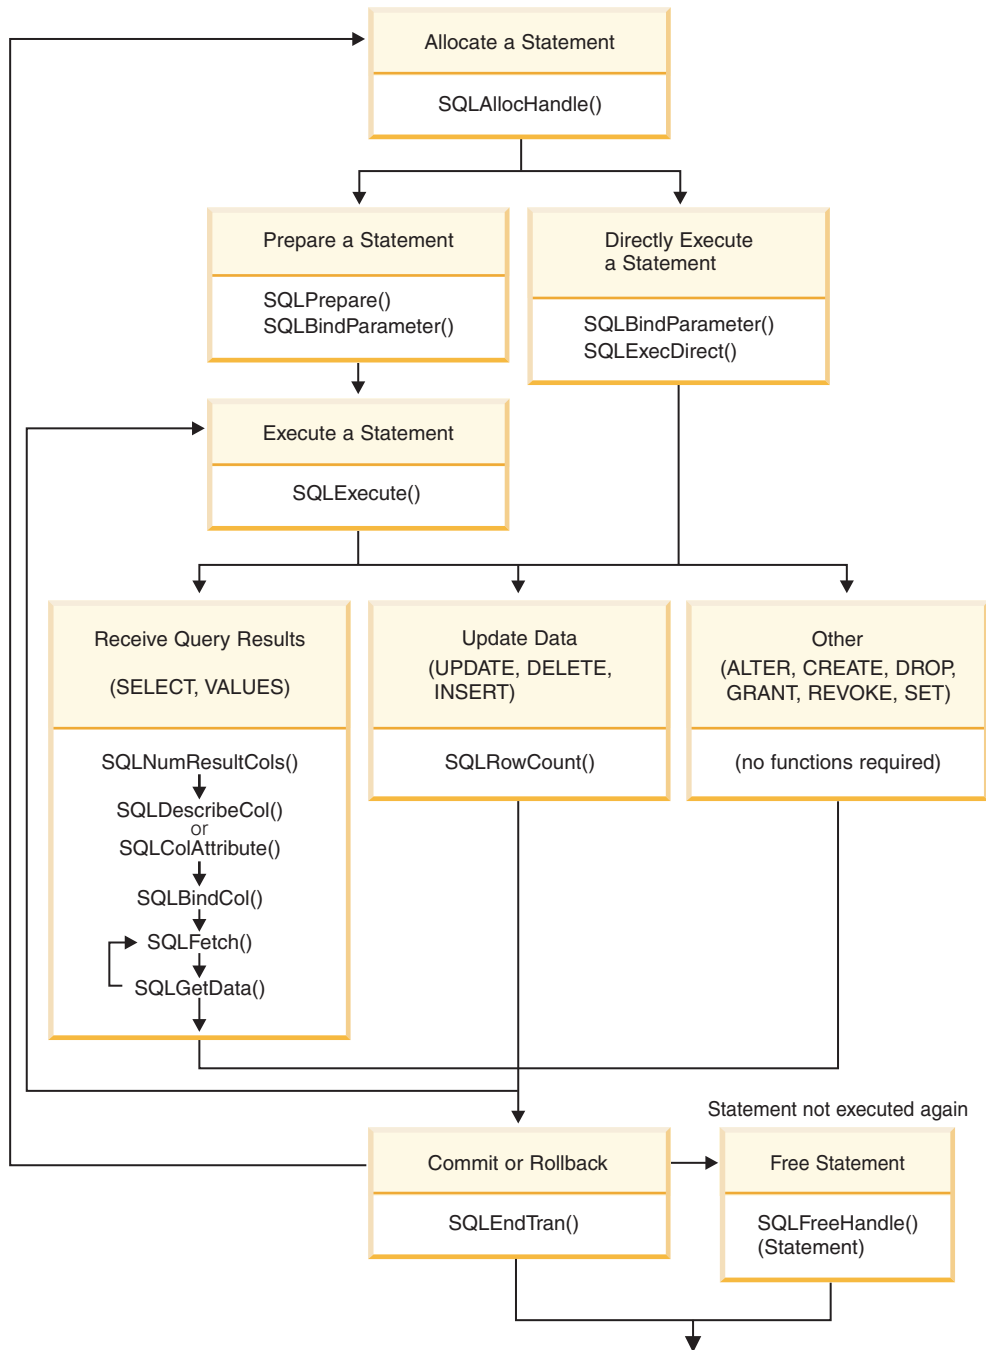 Allocate a Statement
SQLAllocHandle()
Prepare a Statement
SQLPrepare()
SQLBindParameter()
Directly Execute
a Statement
SQLBindParameter()
SQLExecDirect()
Execute a Statement
SQLExecute()
Receive Query Results
(SELECT, VALUES)
SQLNumResultCols()
SQLDescribeCol()
or
SQLColAttribute()
SQLBindCol()
SQLFetch()
SQLGetData()
Update Data
(UPDATE, DELETE,
INSERT)
SQLRowCount()
Other
(ALTER, CREATE, DROP,
GRANT, REVOKE, SET)
(no functions required)
Commit or Rollback
SQLEndTran()
Statement not executed again
Free Statement
SQLFreeHandle()
(Statement)